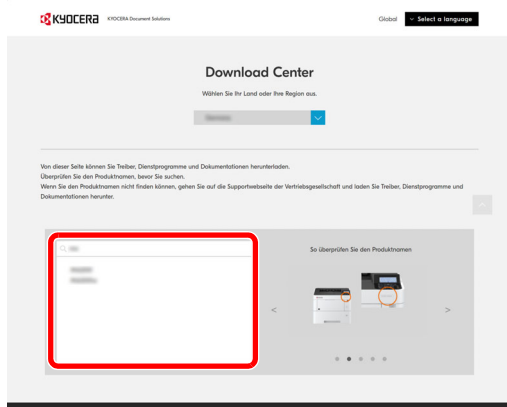 KYOCERA KYOCERA Document Solutions
Global Select a language
Download Center
Wählen Sie Ihr Land oder Ihre Region aus.
Von dieser Seite können Sie Treiber, Dienstprogramme und Dokumentationen herunterladen.
Überprüfen Sie den Produktnamen, bevor Sie suchen.
Wenn Sie den Produktnamen nicht finden können, gehen Sie auf die Supportwebseite der Vertriebsgesellschaft und laden Sie Treiber, Dienstprogramme und
Dokumentationen herunter.
So überprüfen Sie den Produktnamen
< >